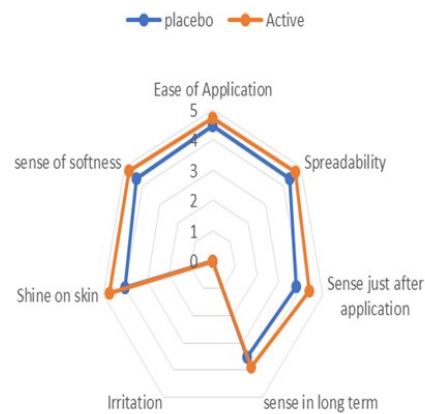 placebo Active
Ease of Application
5
4
3
2
1
0
sense of softness
Spreadability
Shine on skin
Sense just after
application
Irritation
sense in long term